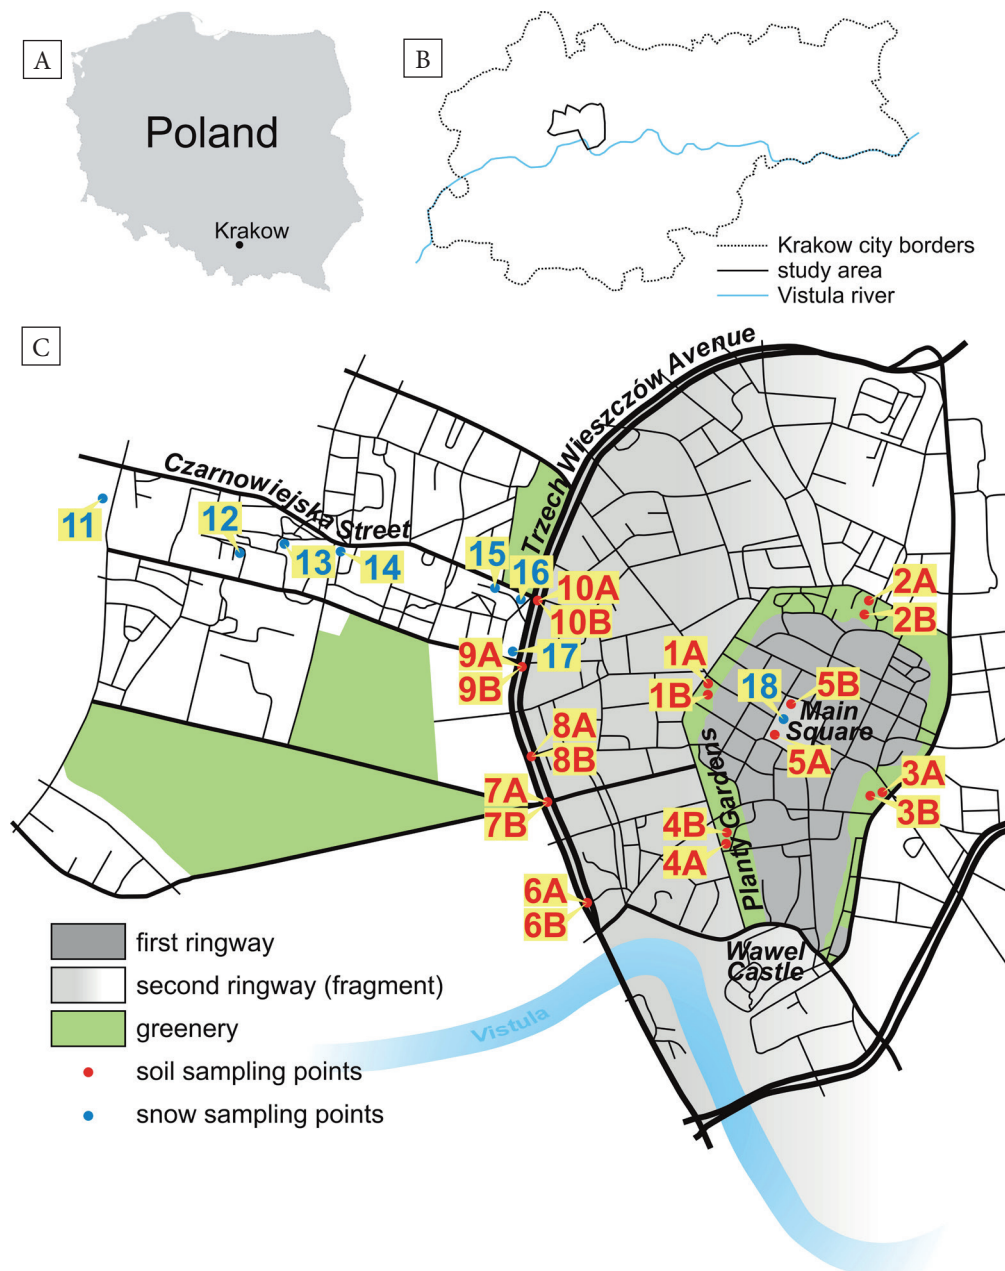 A
Poland
Krakow
B
Krakow city borders
study area
Vistula river
C
Trzech Wieszczów Avenue
Czarnowiejska Street
11
12
13
14
15
16
17
10A
10B
9A
9B
8A
8B
7A
7B
6A
6B
1A
1B
2A
2B
18
5B
Main
Square
5A
3A
3B
4B
4A
Planty Gardens
Wawel
Castle
Vistula
first ringway
second ringway (fragment)
greenery
soil sampling points
snow sampling points